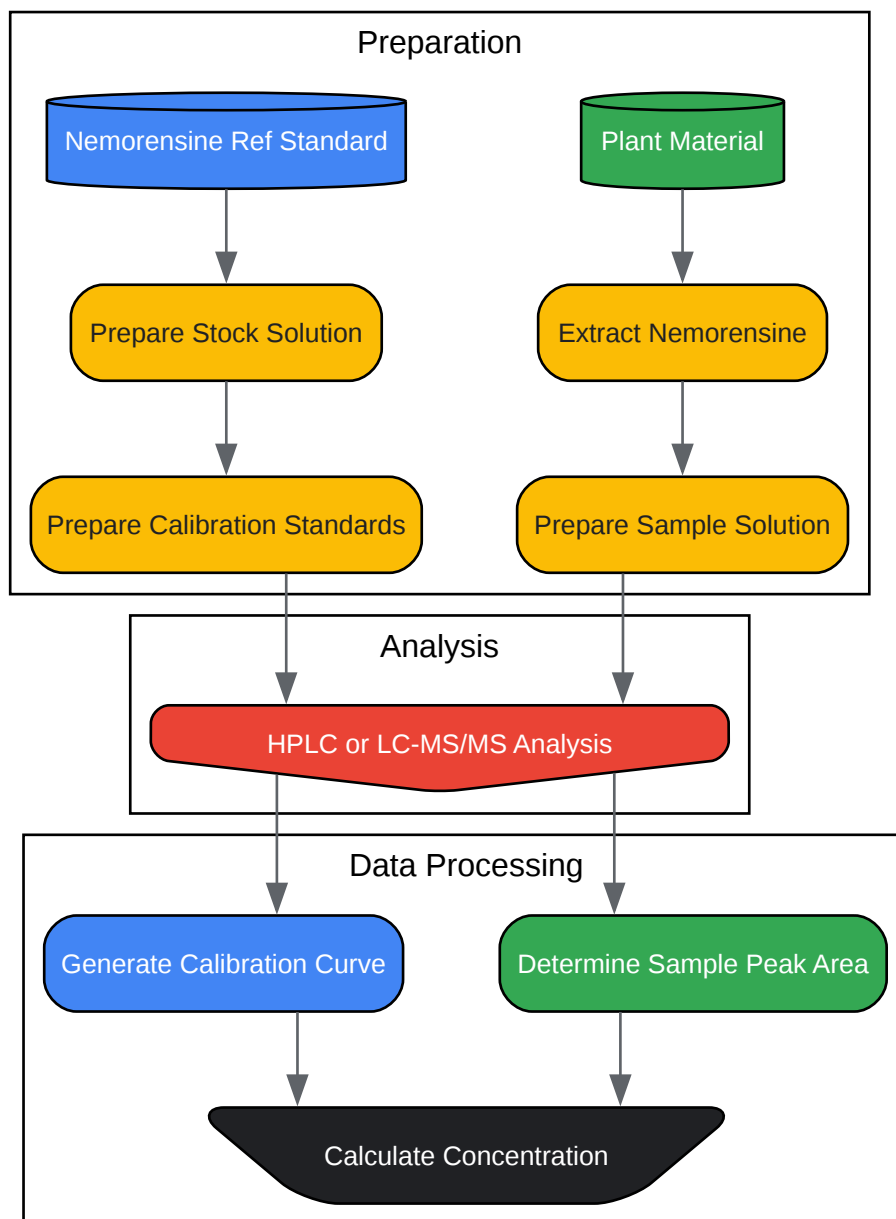 Preparation
Nemorensine Ref Standard
Plant Material
Prepare Stock Solution
Extract Nemorensine
Prepare Calibration Standards
Prepare Sample Solution
Analysis
HPLC or LC-MS/MS Analysis
Data Processing
Generate Calibration Curve
Determine Sample Peak Area
Calculate Concentration